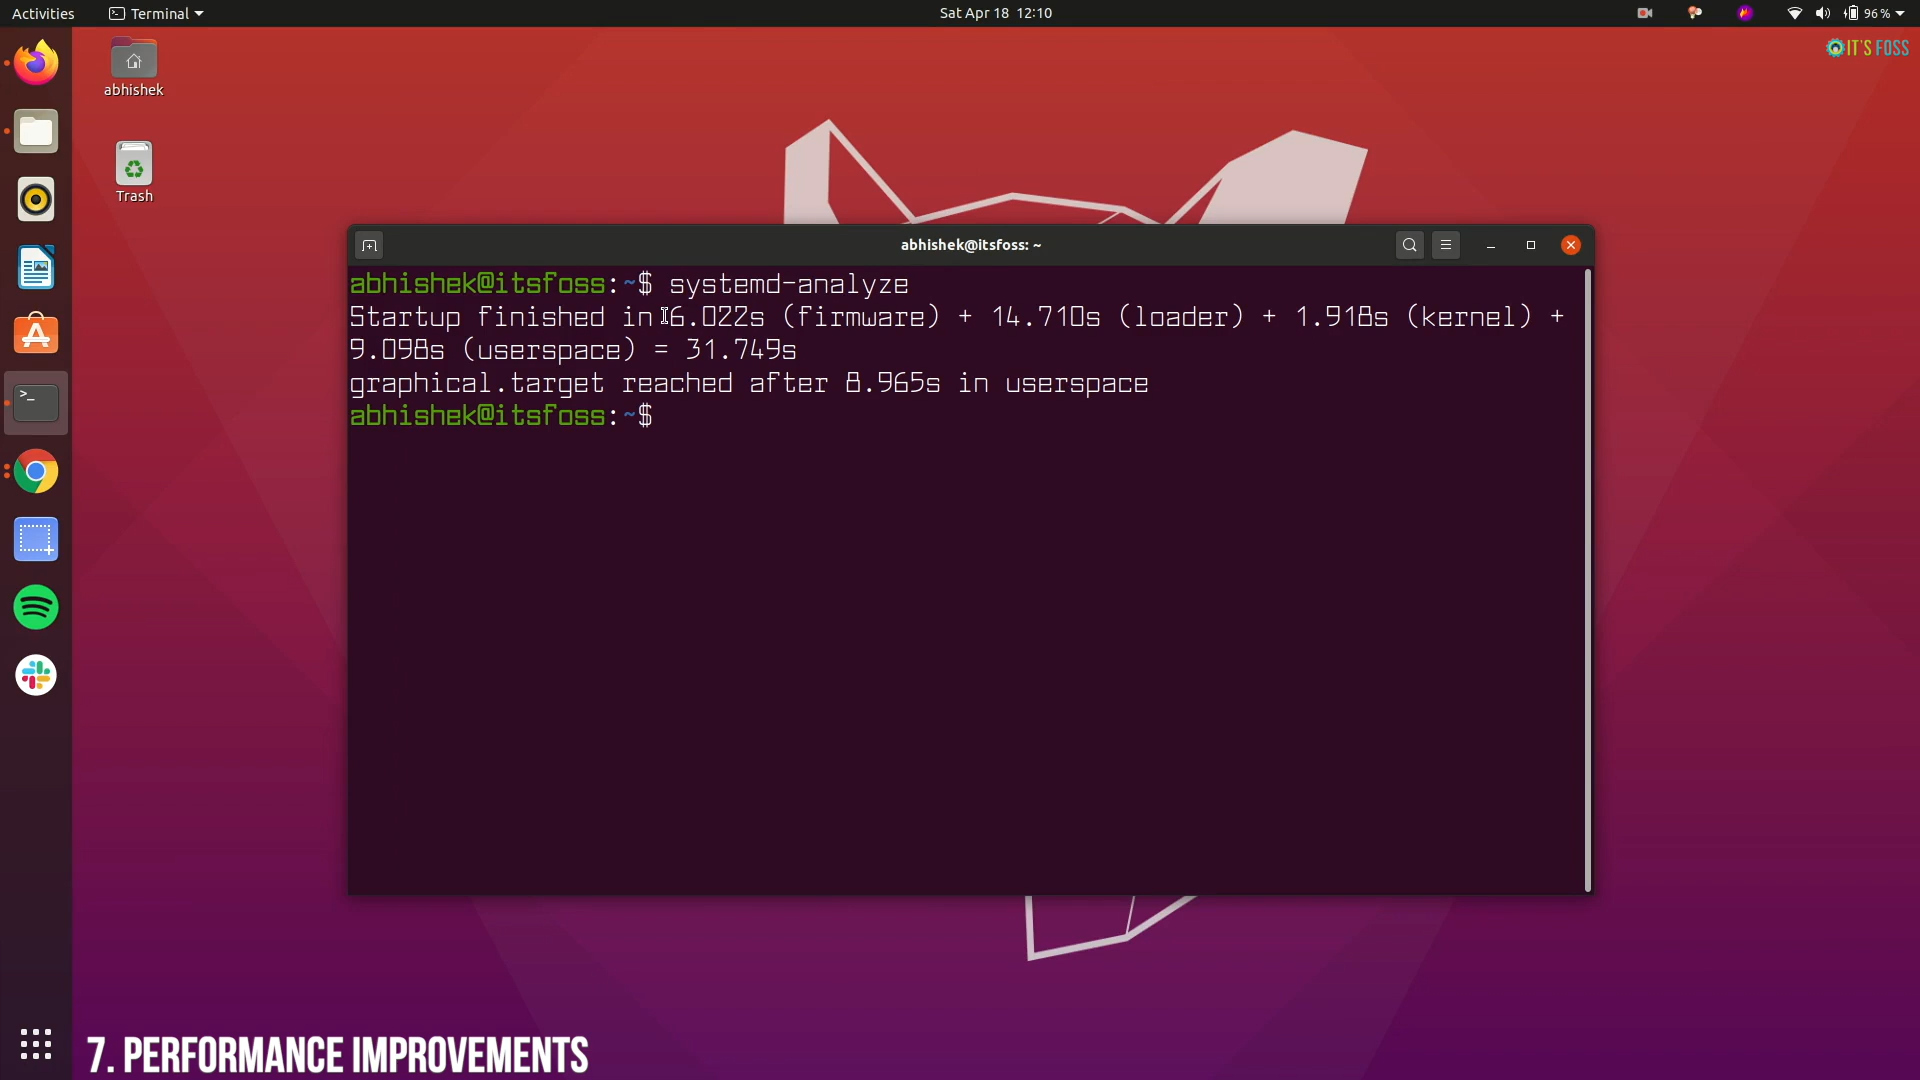 Activities
Terminal
Sat Apr 18 12:10
96%
IT'S FOSS
abhishek
Trash
abhishek@itsfoss: ~
abhishek@itsfoss:~$ systemd-analyze
Startup finished in 6.022s (firmware) + 14.710s (loader) + 1.918s (kernel) +
9.098s (userspace) = 31.749s
graphical.target reached after 8.965s in userspace
abhishek@itsfoss:~$
7. PERFORMANCE IMPROVEMENTS